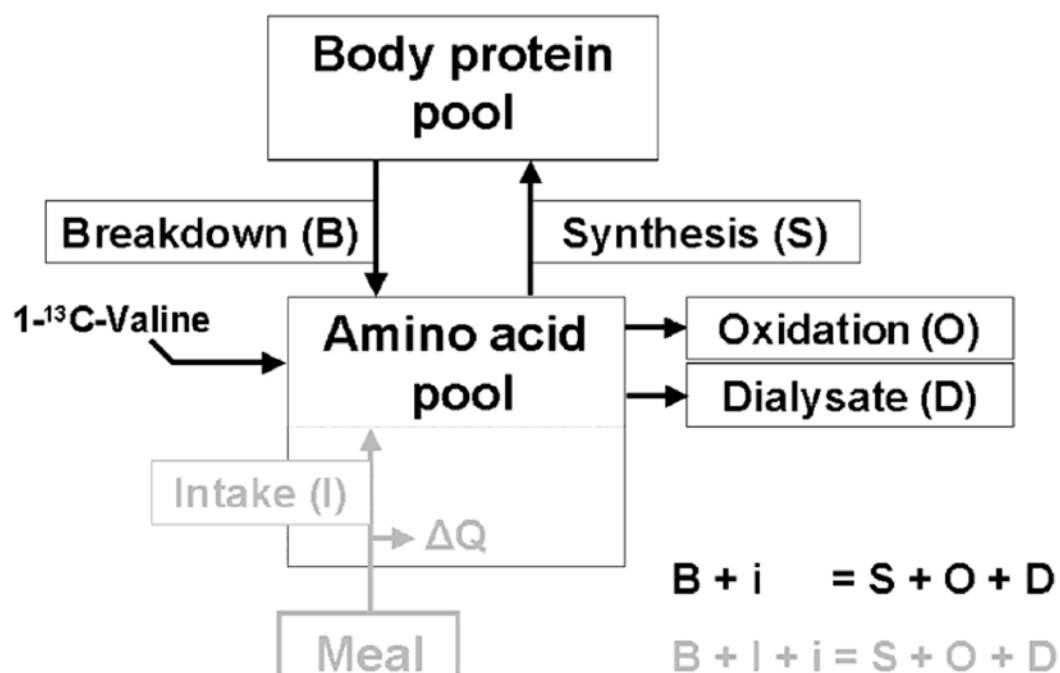 Body protein
pool
Breakdown (B)
Synthesis (S)
1-¹³C-Valine
Amino acid
pool
Oxidation (O)
Dialysate (D)
Intake (I)
ΔQ
Meal
B + i = S + O + D
B + I + i = S + O + D